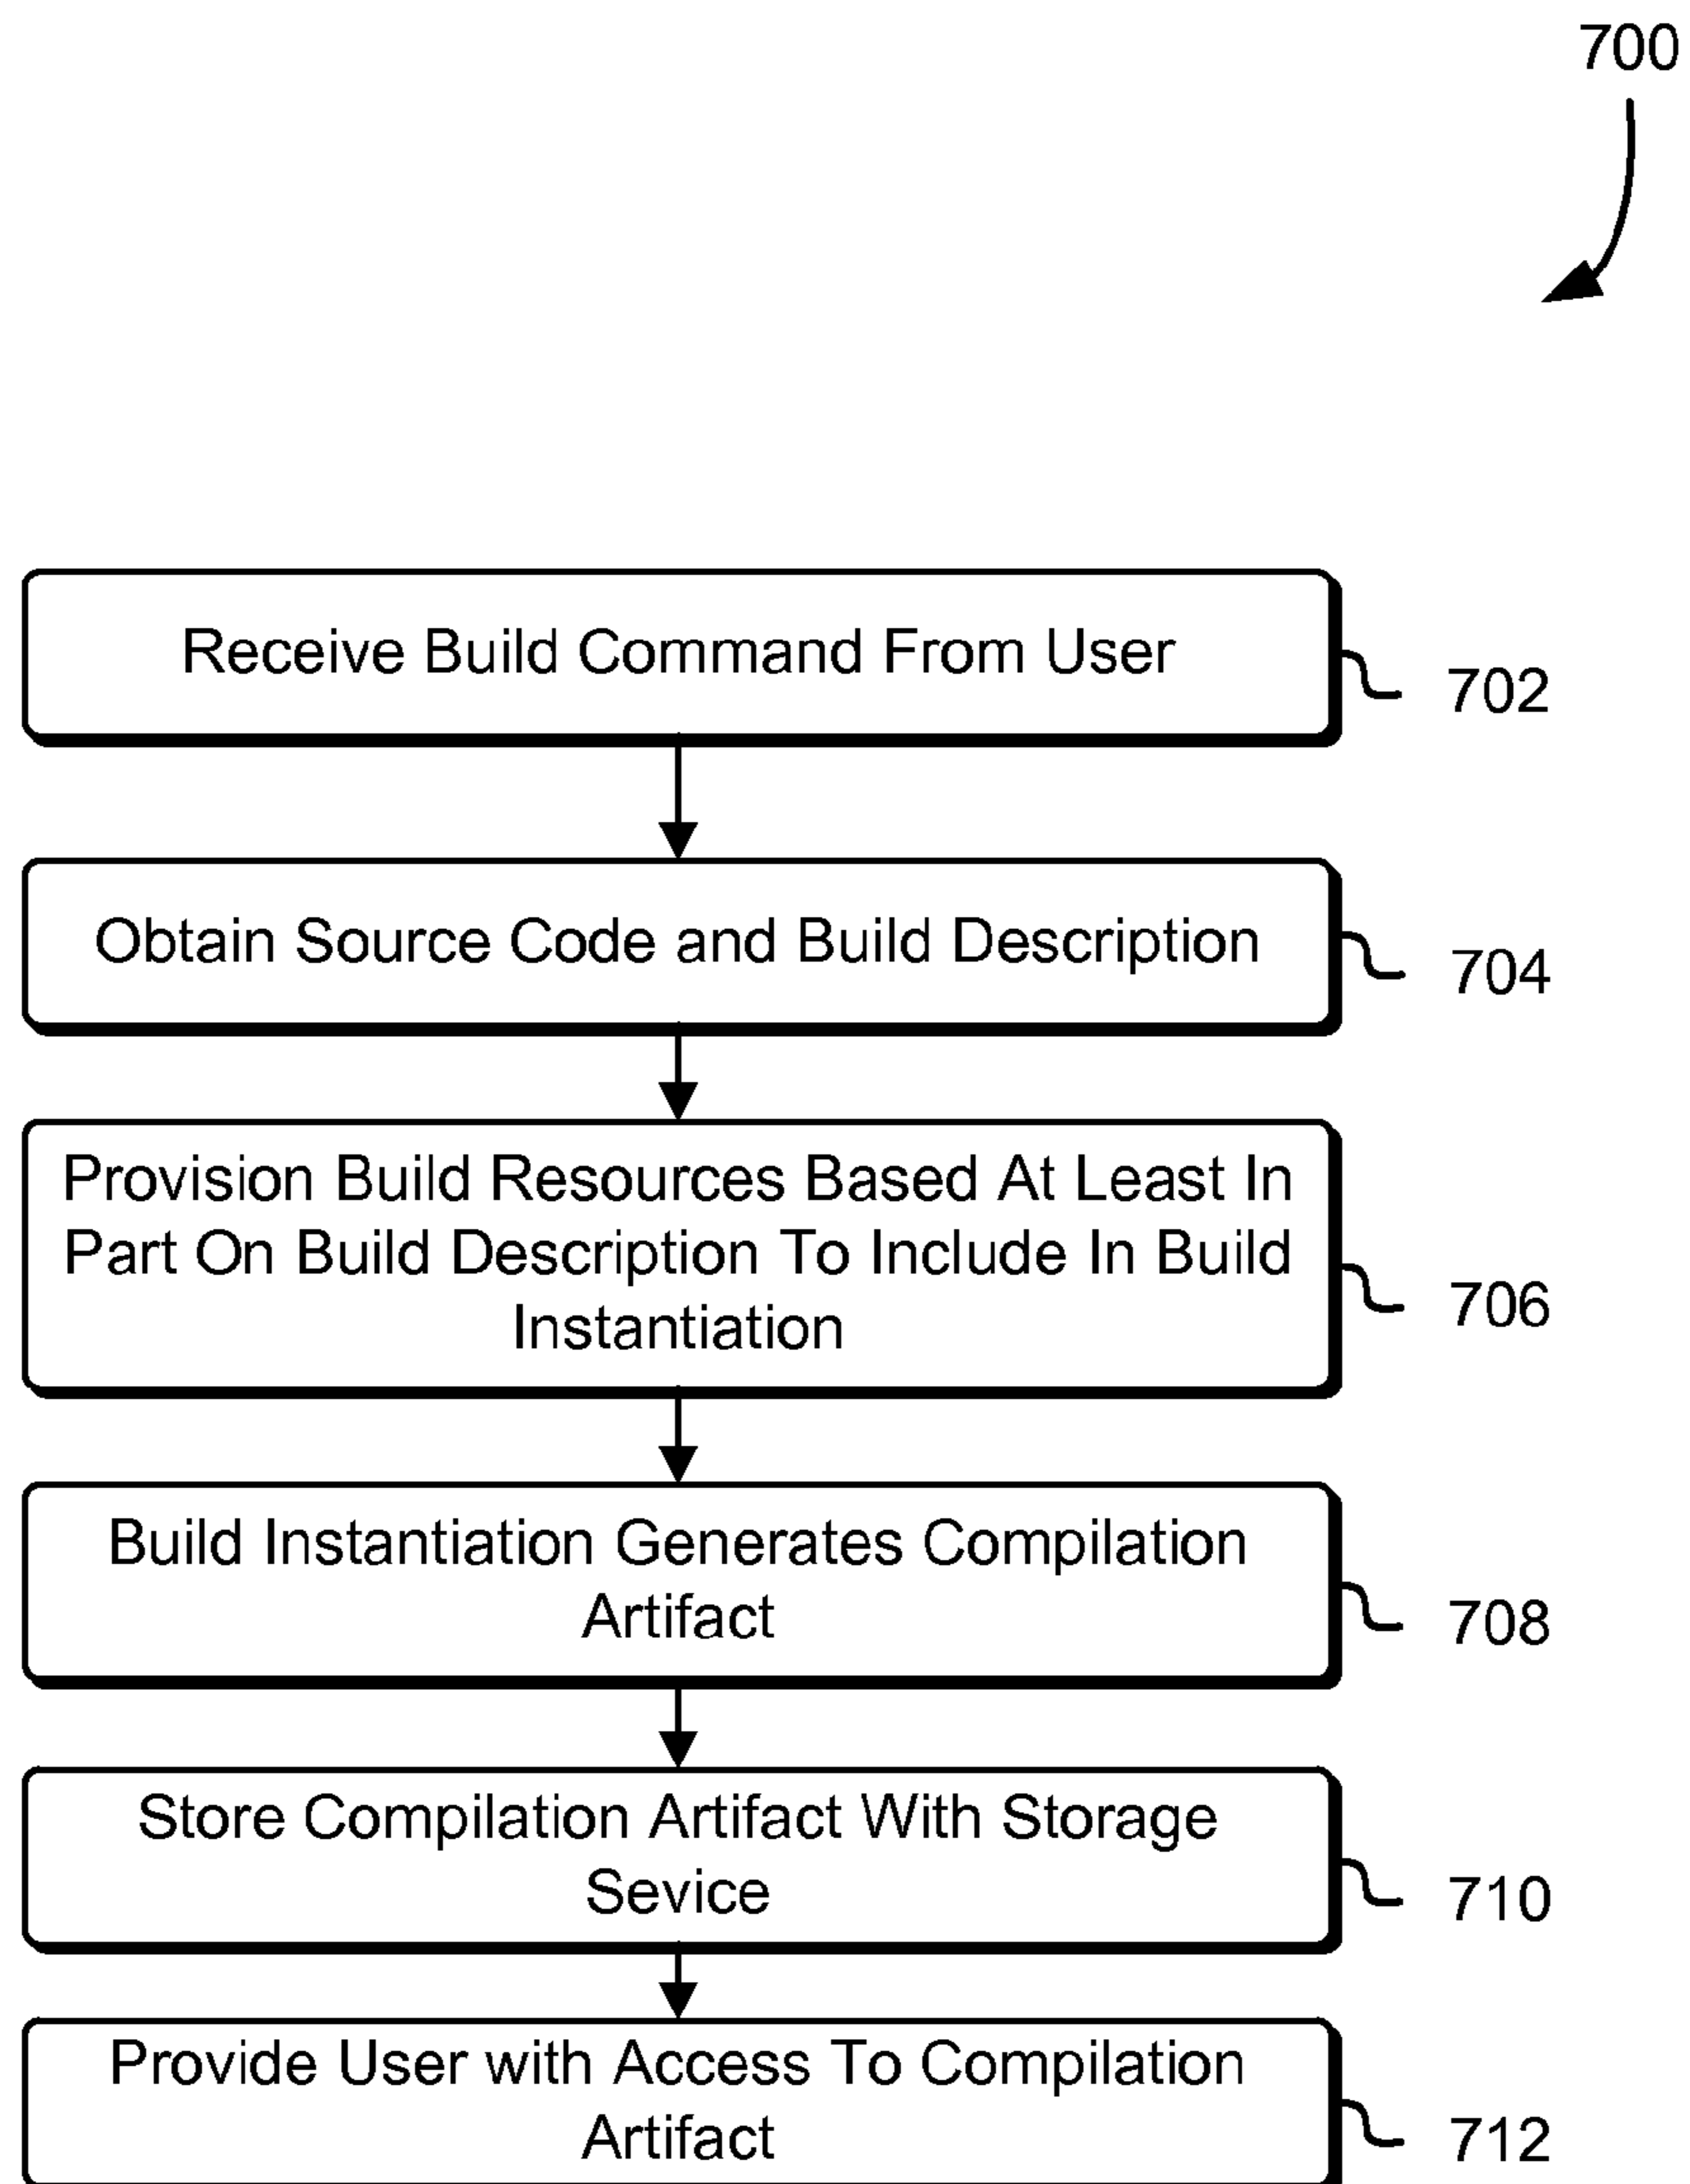 700
Receive Build Command From User
702
Obtain Source Code and Build Description
704
Provision Build Resources Based At Least In
Part On Build Description To Include In Build
Instantiation
706
Build Instantiation Generates Compilation
Artifact
708
Store Compilation Artifact With Storage
Sevice
710
Provide User with Access To Compilation
Artifact
712